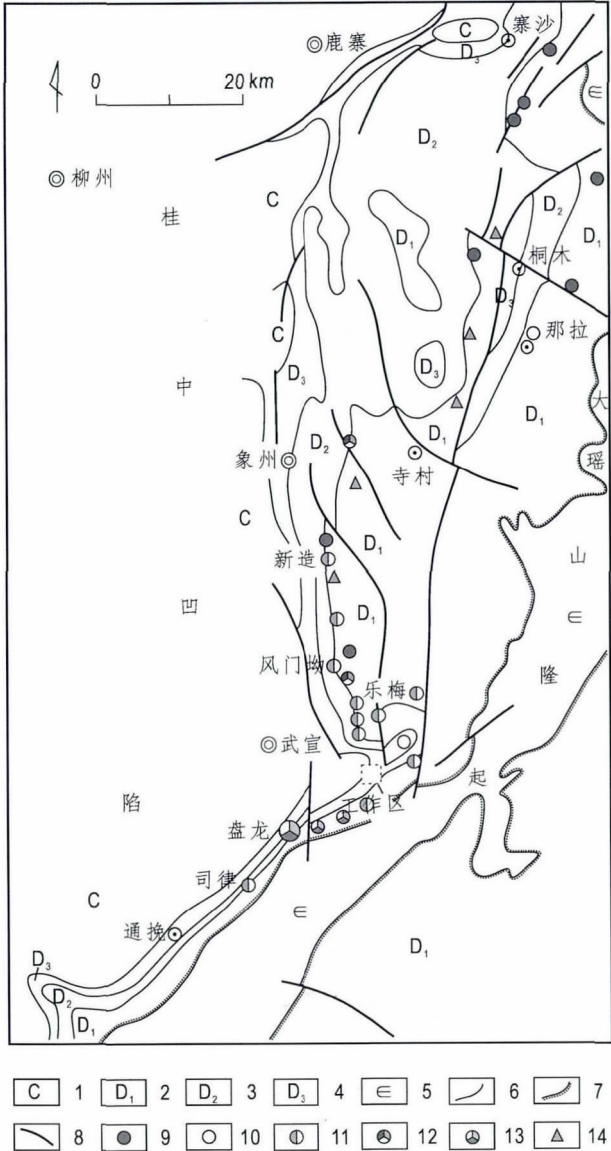 C
寨沙
鹿寨
D₃
0 20 km
∈
D₂
柳州
C
D₂
桂
D₁
D₁
桐木
D₃
C
那拉
D₃
D₃
大
中
D₁
D₁
D₂
瑶
象州
寺村
C
D₁
新造
山
凹
D₁
∈
风门坳
隆
乐梅
武宣
起
陷
工作区
盘龙
司律
C
∈
通挽
D₁
D₃
D₂
D₁
C 1 D₁ 2 D₂ 3 D₃ 4 ∈ 5 6 7
8 9 10 11 12 13 14